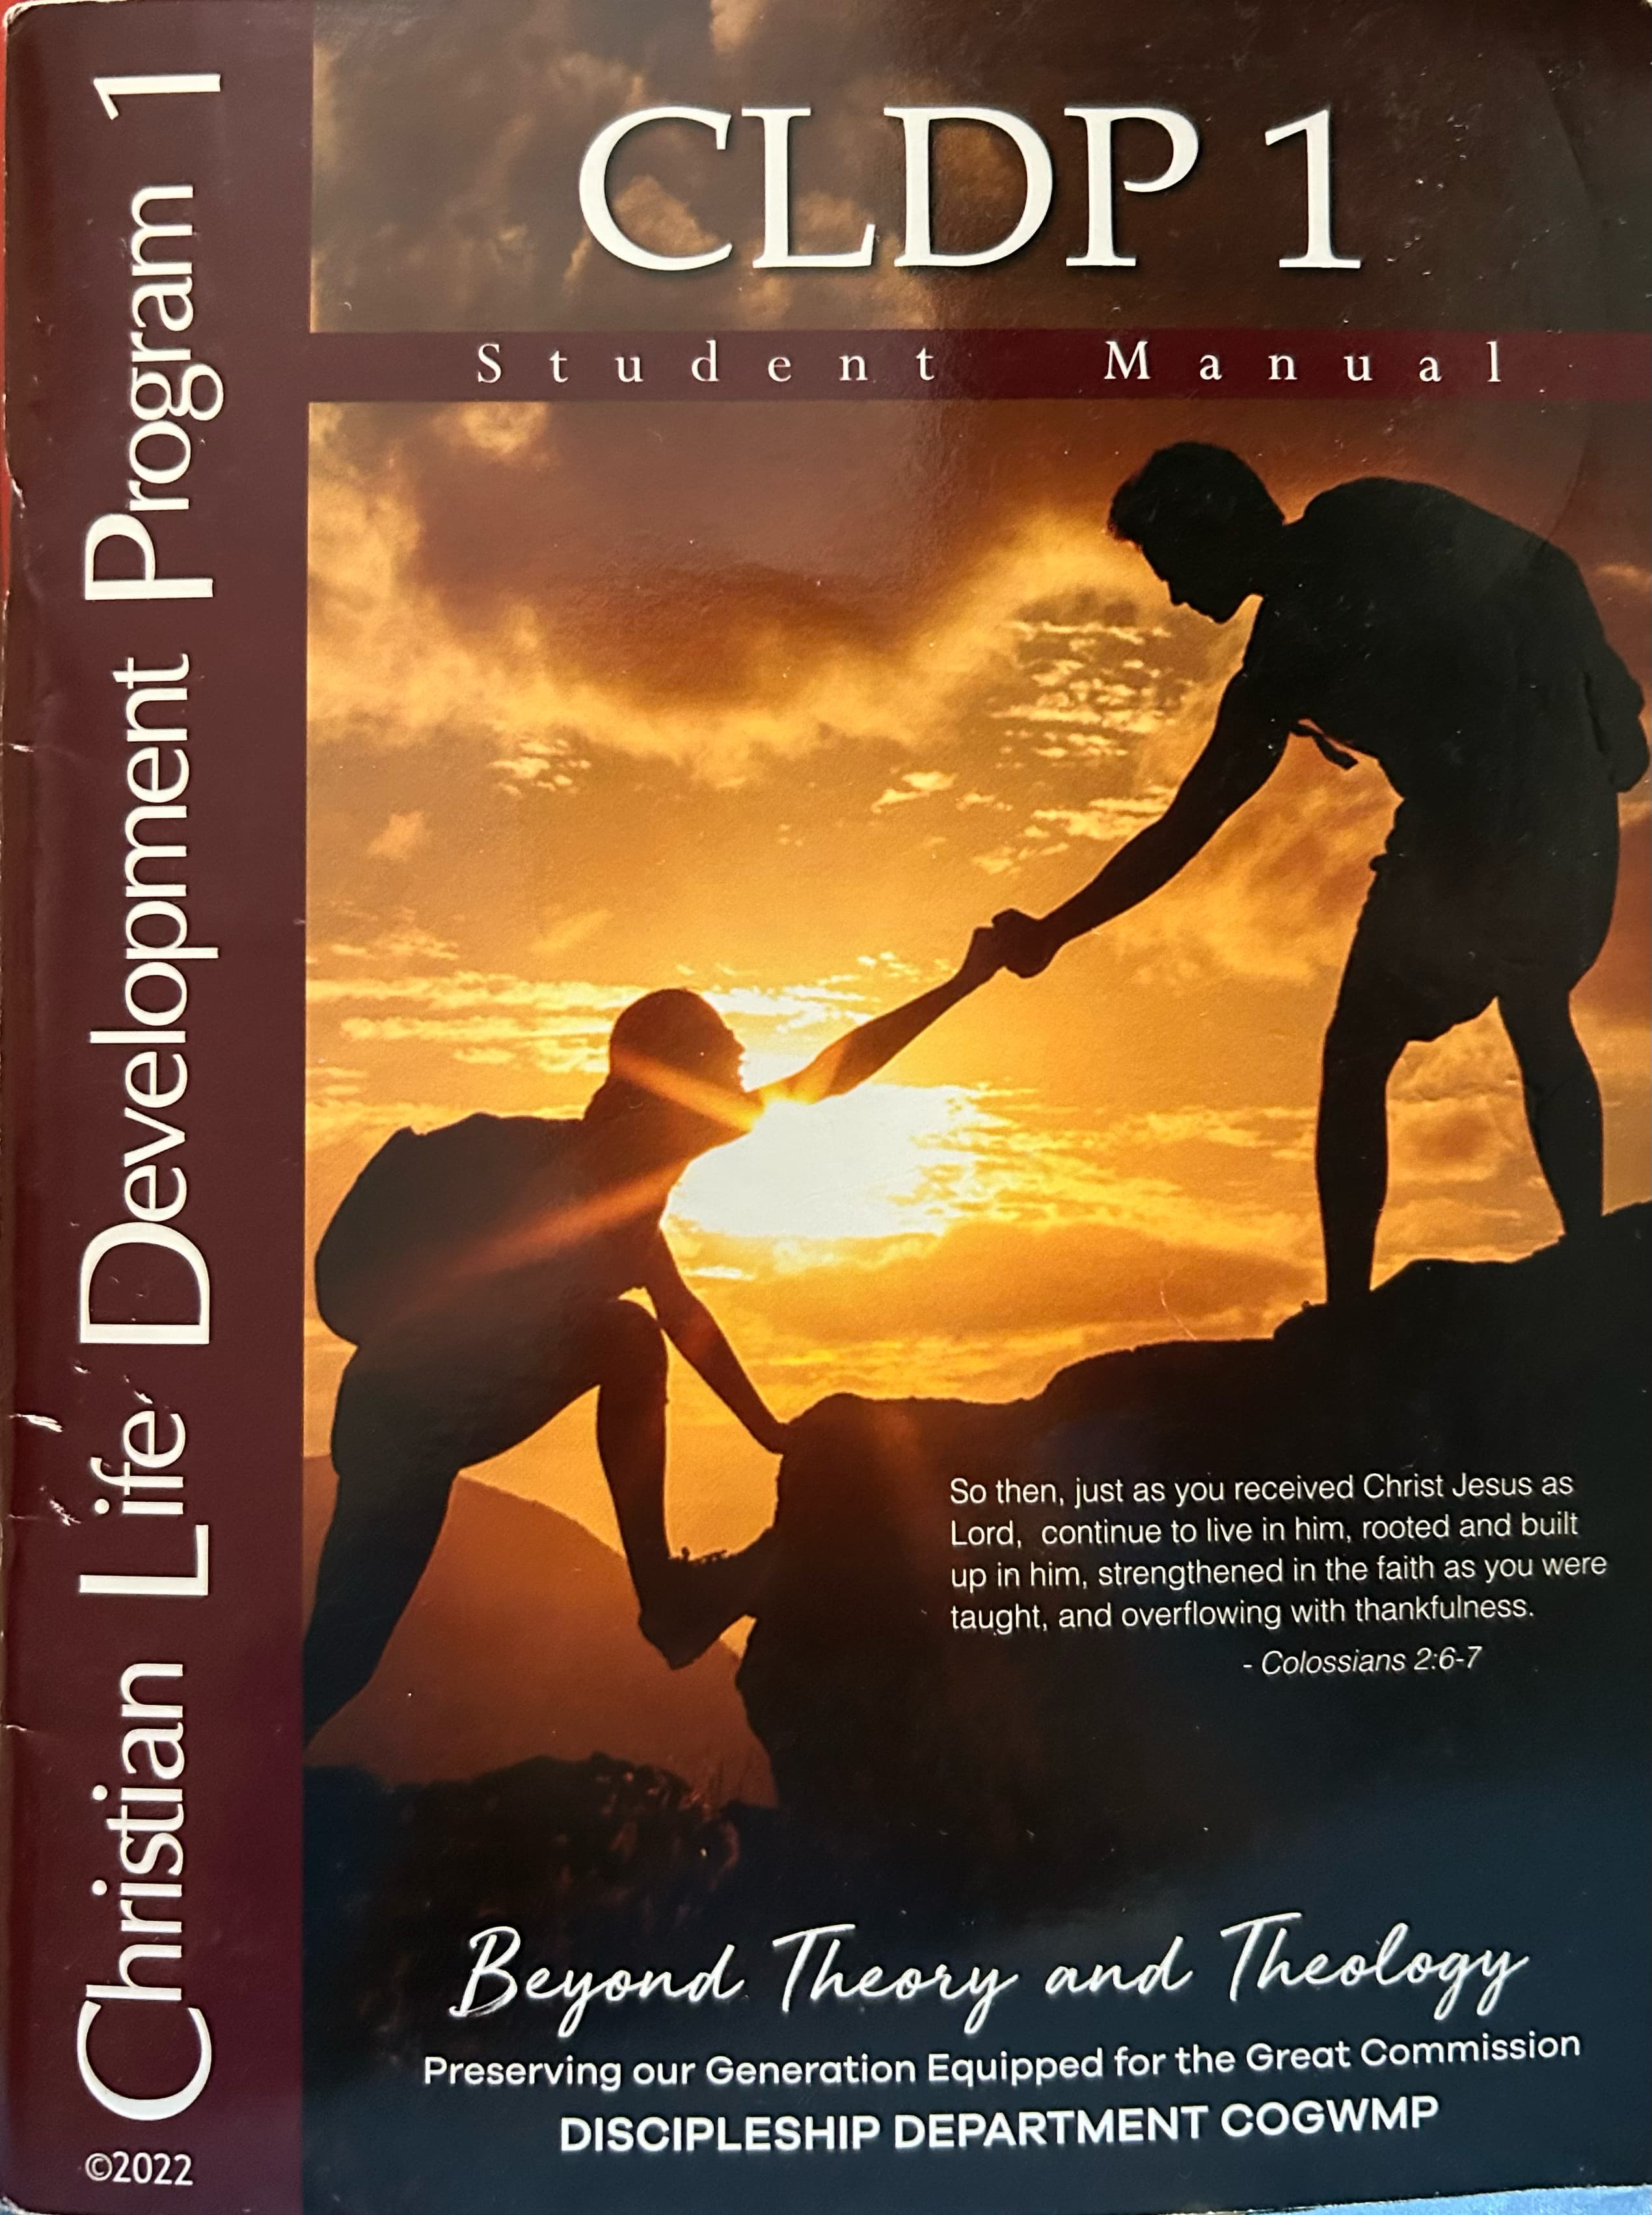 CLDP 1
Student Manual
Christian Life Development Program 1
So then, just as you received Christ Jesus as
Lord, continue to live in him, rooted and built
up in him, strengthened in the faith as you were
taught, and overflowing with thankfulness.
- Colossians 2:6-7
Beyond Theory and Theology
Preserving our Generation Equipped for the Great Commission
DISCIPLESHIP DEPARTMENT COGWMP
©2022